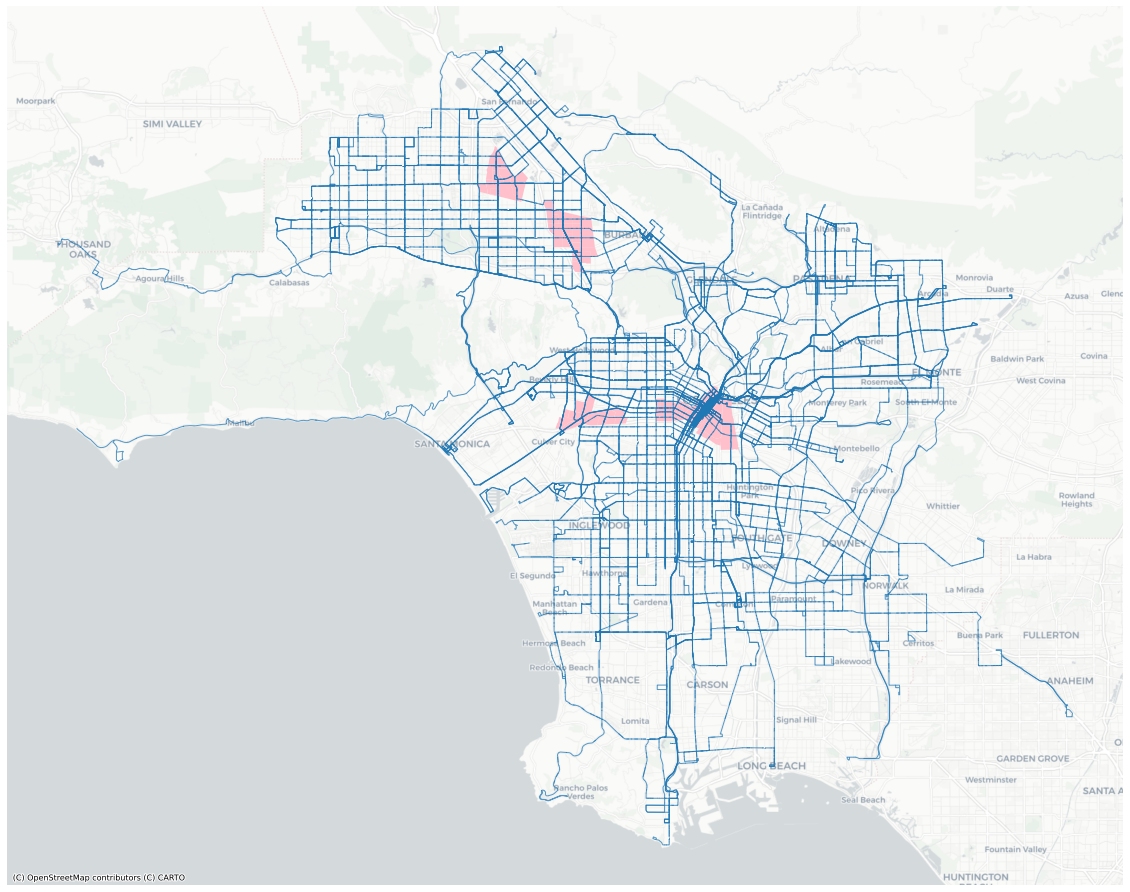 Moorpark
SIMI VALLEY
San Fernando
La Cañada
Flintridge
THOUSAND
OAKS
BURBANK
Altadena
Agoura Hills
Calabasas
GLENDALE
PASADENA
Monrovia
Duarte
Arcadia
Azusa
West Hollywood
San Gabriel
Baldwin Park
Covina
Beverly Hills
Rosemead
EL MONTE
West Covina
Monterey Park
South El Monte
Malibu
SANTA MONICA
Culver City
Montebello
Huntington
Park
Pico Rivera
Whittier
Rowland
Heights
INGLEWOOD
SOUTH GATE
DOWNEY
La Habra
El Segundo
Hawthorne
Lynwood
NORWALK
La Mirada
Manhattan
Beach
Gardena
Compton
Paramount
Hermosa Beach
Cerritos
Buena Park
FULLERTON
Redondo Beach
Lakewood
TORRANCE
CARSON
ANAHEIM
Lomita
Signal Hill
GARDEN GROVE
LONG BEACH
Westminster
SANTA A
Rancho Palos
Verdes
Seal Beach
Fountain Valley
HUNTINGTON
(C) OpenStreetMap contributors (C) CARTO